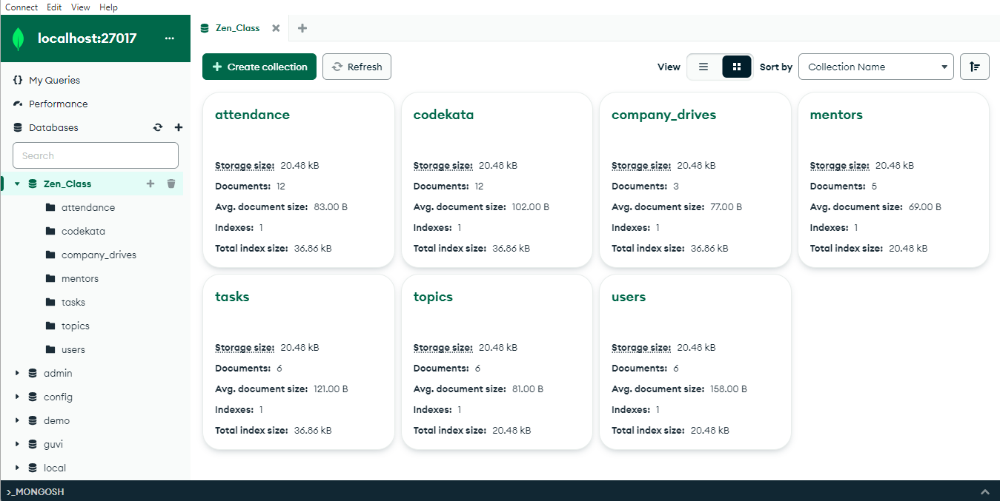 Connect Edit View Help
localhost:27017 ...
My Queries
Performance
Databases
Search
Zen_Class
attendance
codekata
company_drives
mentors
tasks
topics
users
admin
config
demo
guvi
local
Zen_Class
Create collection Refresh View Sort by Collection Name
attendance
Storage size: 20.48 kB
Documents: 12
Avg. document size: 83.00 B
Indexes: 1
Total index size: 36.86 kB
codekata
Storage size: 20.48 kB
Documents: 12
Avg. document size: 102.00 B
Indexes: 1
Total index size: 36.86 kB
company_drives
Storage size: 20.48 kB
Documents: 3
Avg. document size: 77.00 B
Indexes: 1
Total index size: 36.86 kB
mentors
Storage size: 20.48 kB
Documents: 5
Avg. document size: 69.00 B
Indexes: 1
Total index size: 20.48 kB
tasks
Storage size: 20.48 kB
Documents: 6
Avg. document size: 121.00 B
Indexes: 1
Total index size: 36.86 kB
topics
Storage size: 20.48 kB
Documents: 6
Avg. document size: 81.00 B
Indexes: 1
Total index size: 20.48 kB
users
Storage size: 20.48 kB
Documents: 6
Avg. document size: 158.00 B
Indexes: 1
Total index size: 20.48 kB
>_MONGOSH